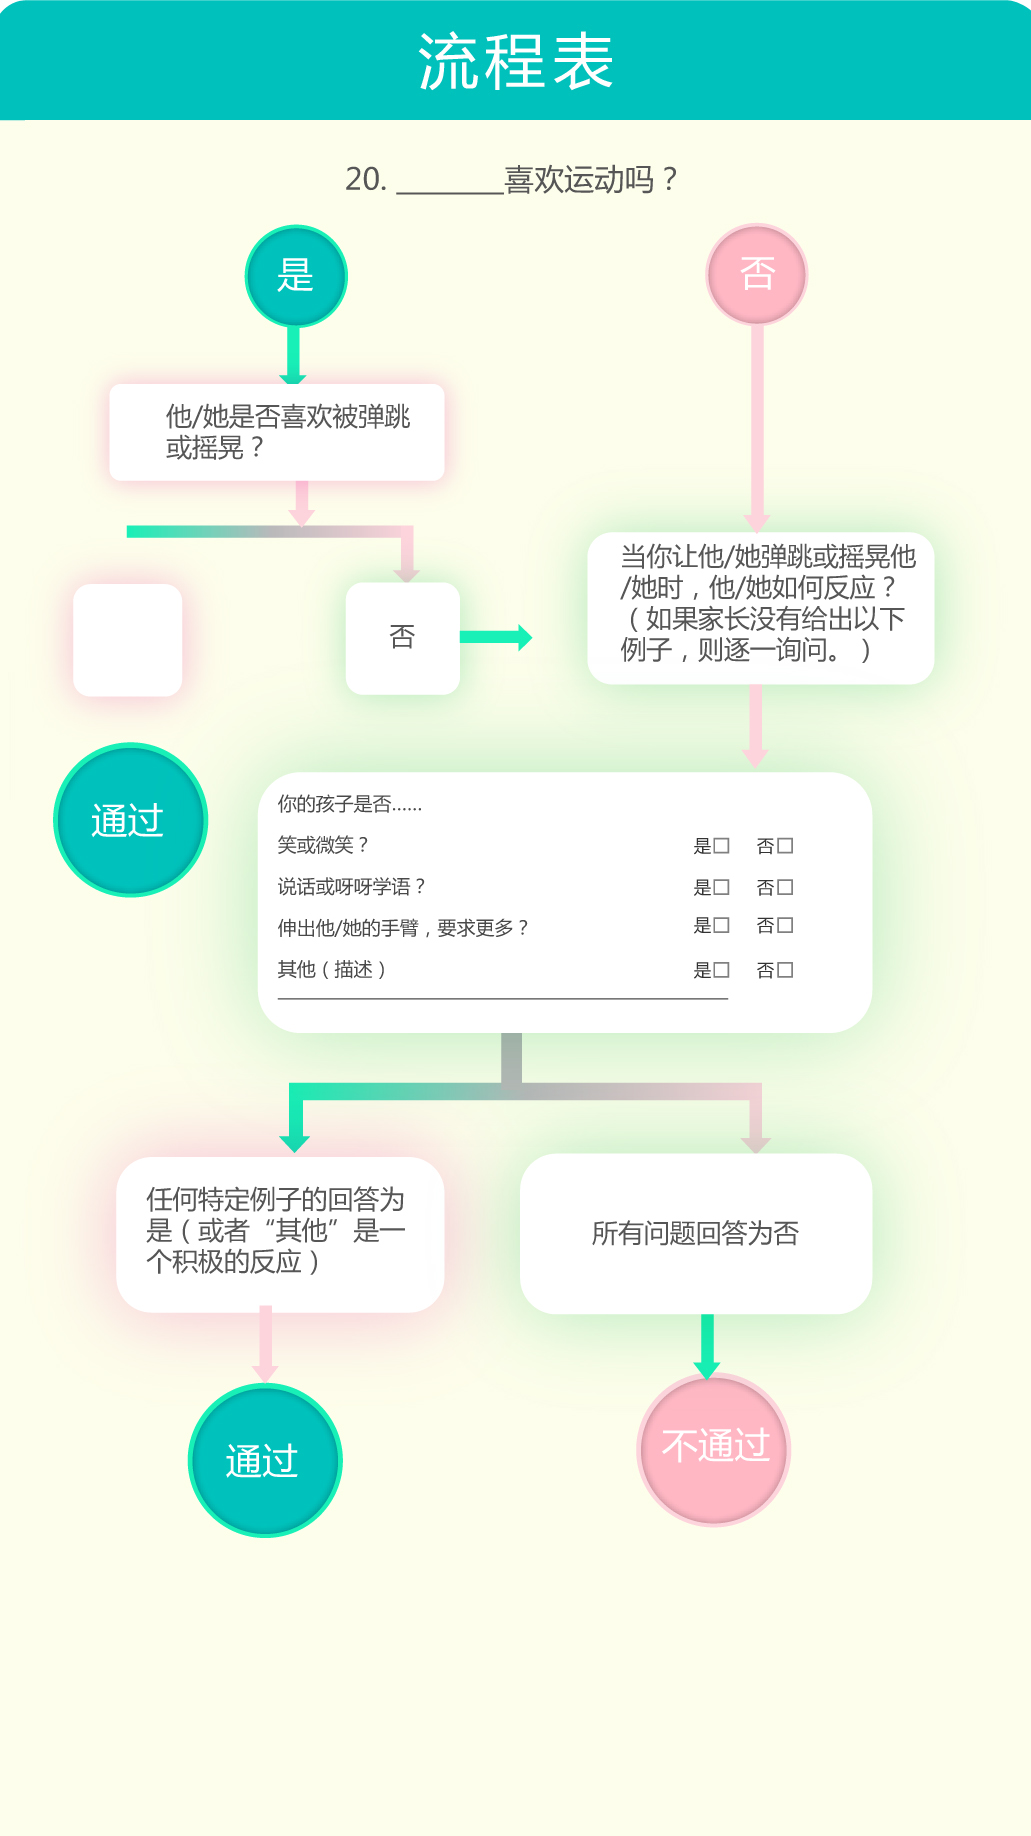 流程表
20. ________喜欢运动吗？
是
否
他/她是否喜欢被弹跳
或摇晃？
当你让他/她弹跳或摇晃他
/她时，他/她如何反应？
（如果家长没有给出以下
例子，则逐一询问。）
否
通过
你的孩子是否……
笑或微笑？ 是□ 否□
说话或呀呀学语？ 是□ 否□
伸出他/她的手臂，要求更多？ 是□ 否□
其他（描述） 是□ 否□
任何特定例子的回答为
是（或者“其他”是一
个积极的反应）
所有问题回答为否
通过
不通过